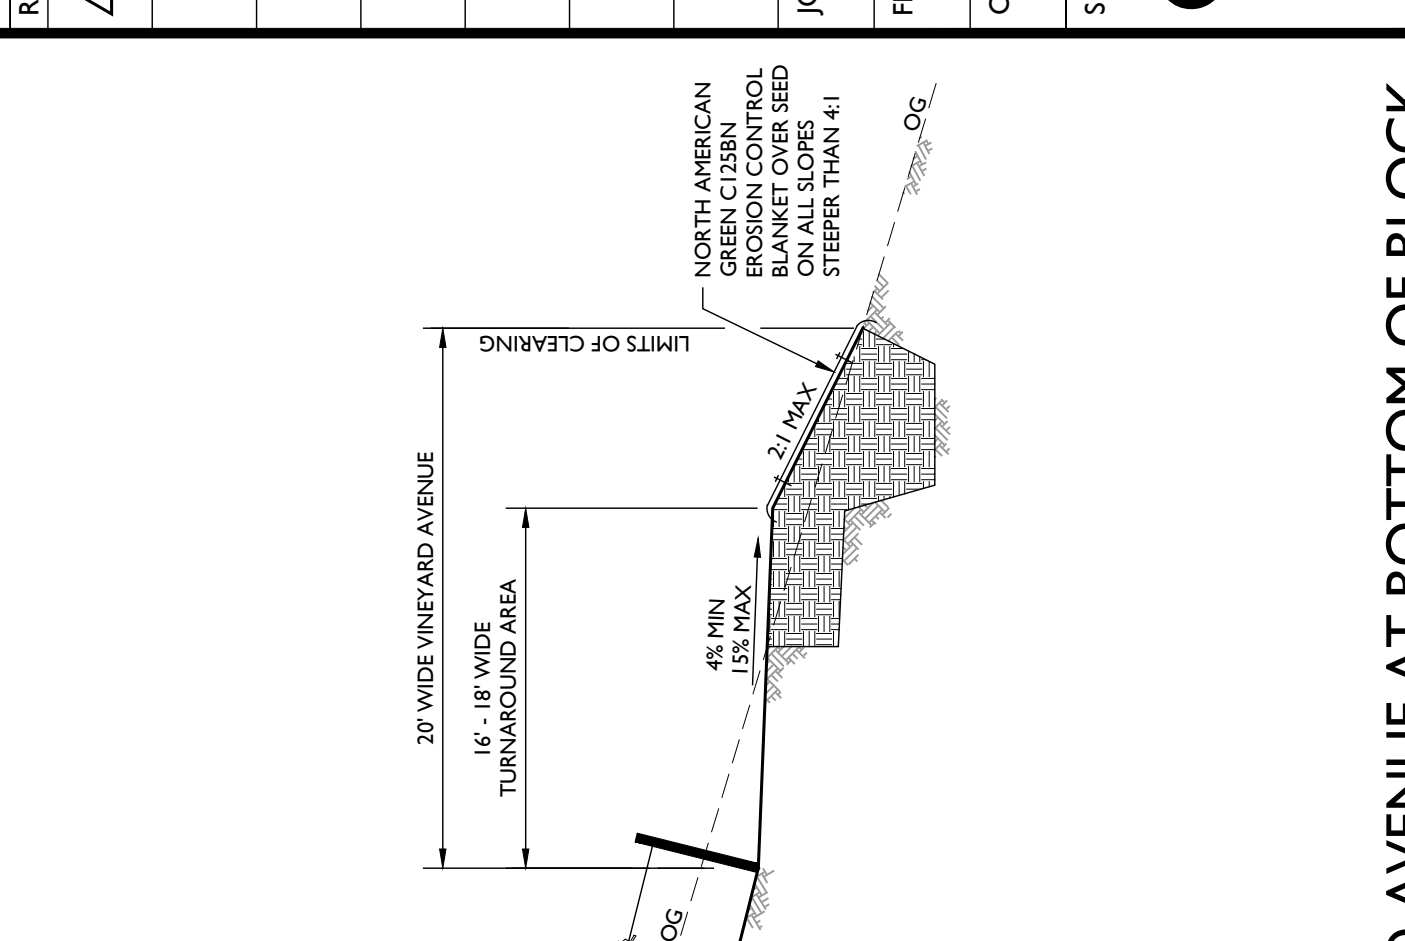 20' WIDE VINEYARD AVENUE
16' - 18' WIDE
TURNAROUND AREA
LIMITS OF CLEARING
4% MIN
15% MAX
2:1 MAX
NORTH AMERICAN
GREEN C125BN
EROSION CONTROL
BLANKET OVER SEED
ON ALL SLOPES
STEEPER THAN 4:1
OG
OG
AVENUE AT BOTTOM OF BLOCK